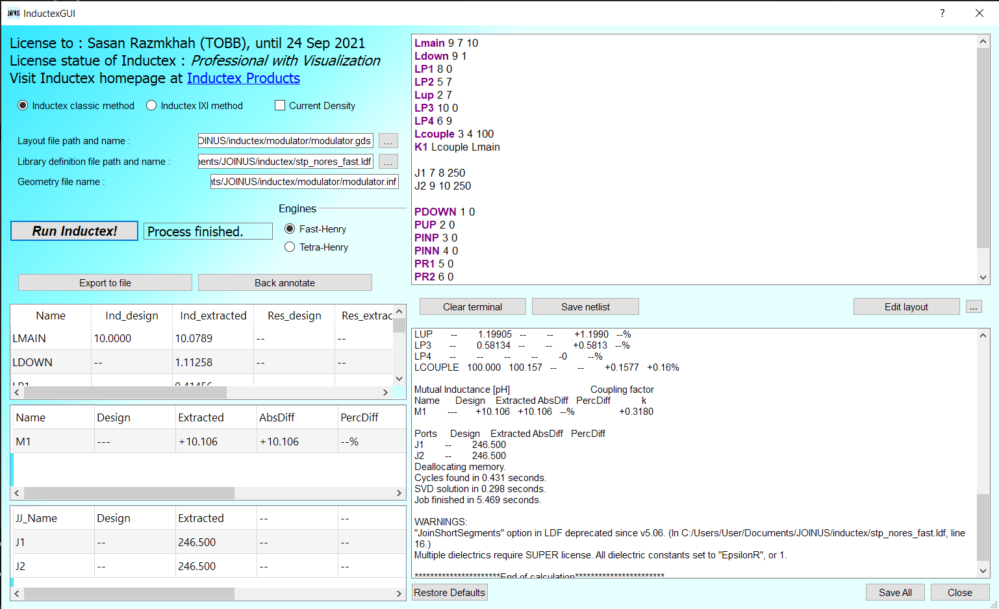 JOINUS InductexGUI
License to : Sasan Razmkhah (TOBB), until 24 Sep 2021
License statue of Inductex : Professional with Visualization
Visit Inductex homepage at Inductex Products
Inductex classic method Inductex IXI method Current Density
Layout file path and name : OINUS/inductex/modulator/modulator.gds ...
Library definition file path and name : nents/JOINUS/inductex/stp_nores_fast.ldf ...
Geometry file name : nts/JOINUS/inductex/modulator/modulator.inf
Engines
Run Inductex! Process finished. Fast-Henry
Tetra-Henry
Export to file Back annotate
Name Ind_design Ind_extracted Res_design Res_extrac
LMAIN 10.0000 10.0789 -- --
LDOWN -- 1.11258 -- --
LP1 0.41456
Name Design Extracted AbsDiff PercDiff
M1 --- +10.106 +10.106 --%
JJ_Name Design Extracted -- --
J1 -- 246.500 -- --
J2 -- 246.500 -- --
Lmain 9 7 10
Ldown 9 1
LP1 8 0
LP2 5 7
Lup 2 7
LP3 10 0
LP4 6 9
Lcouple 3 4 100
K1 Lcouple Lmain
J1 7 8 250
J2 9 10 250
PDOWN 1 0
PUP 2 0
PINP 3 0
PINN 4 0
PR1 5 0
PR2 6 0
Clear terminal Save netlist Edit layout ...
LUP -- 1.19905 -- -- +1.1990 --%
LP3 -- 0.58134 -- -- +0.5813 --%
LP4 -- -- -- -- -0 --%
LCOUPLE 100.000 100.157 -- -- +0.1577 +0.16%
Mutual Inductance [pH] Coupling factor
Name Design Extracted AbsDiff PercDiff k
M1 --- +10.106 +10.106 --% +0.3180
Ports Design Extracted AbsDiff PercDiff
J1 -- 246.500
J2 -- 246.500
Deallocating memory.
Cycles found in 0.431 seconds.
SVD solution in 0.298 seconds.
Job finished in 5.469 seconds.
WARNINGS:
"JoinShortSegments" option in LDF deprecated since v5.06. (In C:/Users/User/Documents/JOINUS/inductex/stp_nores_fast.ldf, line
16.)
Multiple dielectrics require SUPER license. All dielectric constants set to "EpsilonR", or 1.
**********************End of calculation***********************
Restore Defaults Save All Close